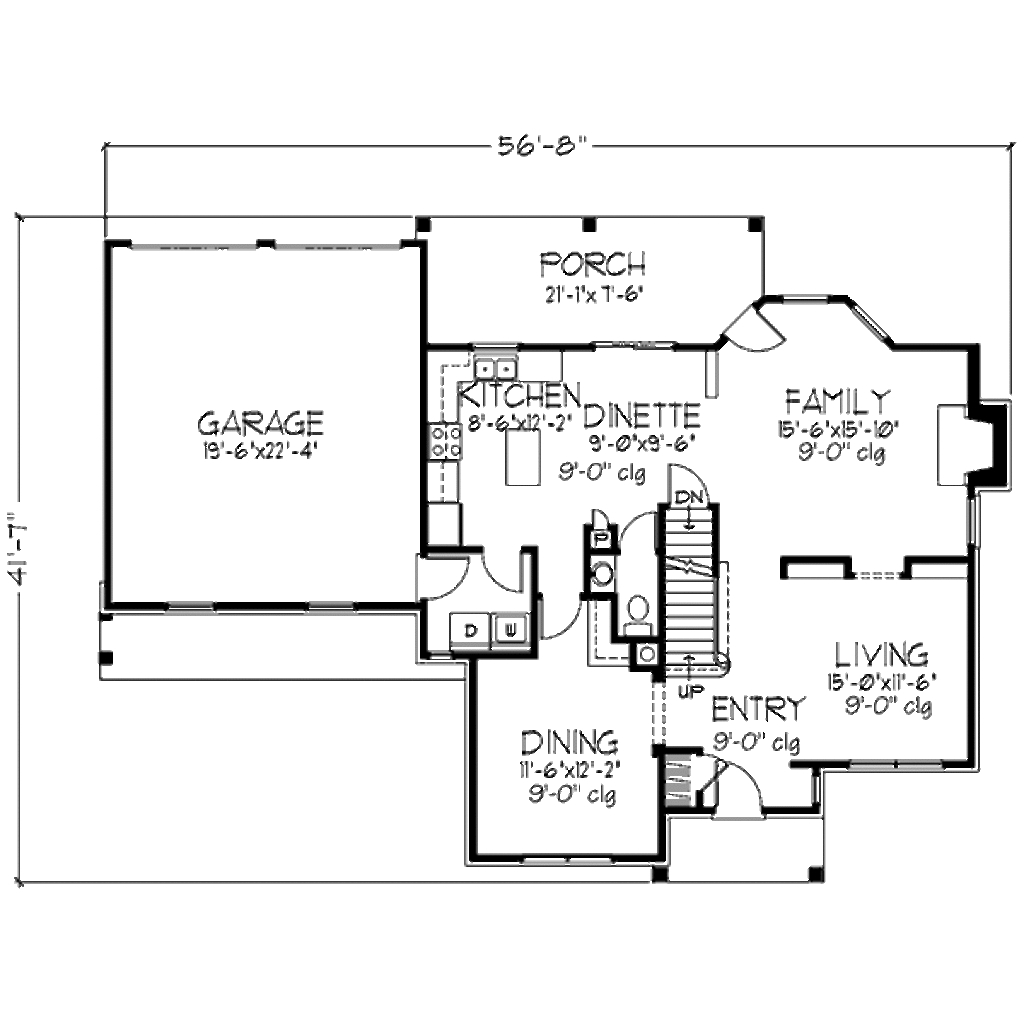 56'-8"
41'-7"
PORCH
21'-1"x 7'-6"
GARAGE
19'-6"x22'-4"
KITCHEN
8'-6"x12'-2"
DINETTE
9'-0"x9'-6"
9'-0" clg
FAMILY
15'-6"x15'-10"
9'-0" clg
DN
P
D
W
UP
LIVING
15'-0"x11'-6"
9'-0" clg
ENTRY
9'-0" clg
DINING
11'-6"x12'-2"
9'-0" clg